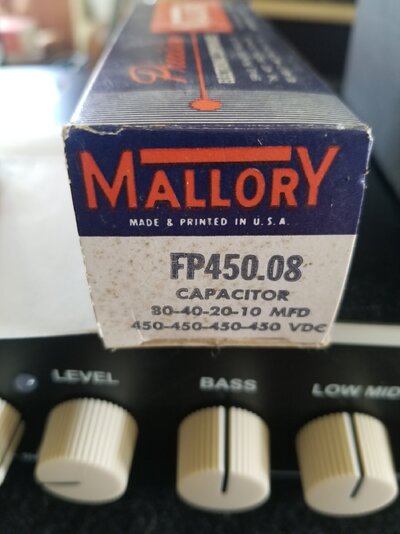 Precision
MALLORY
MADE & PRINTED IN U.S.A.
FP450.08
CAPACITOR
80-40-20-10 MFD
450-450-450-450 VDC
LEVEL
BASS
LOW MID